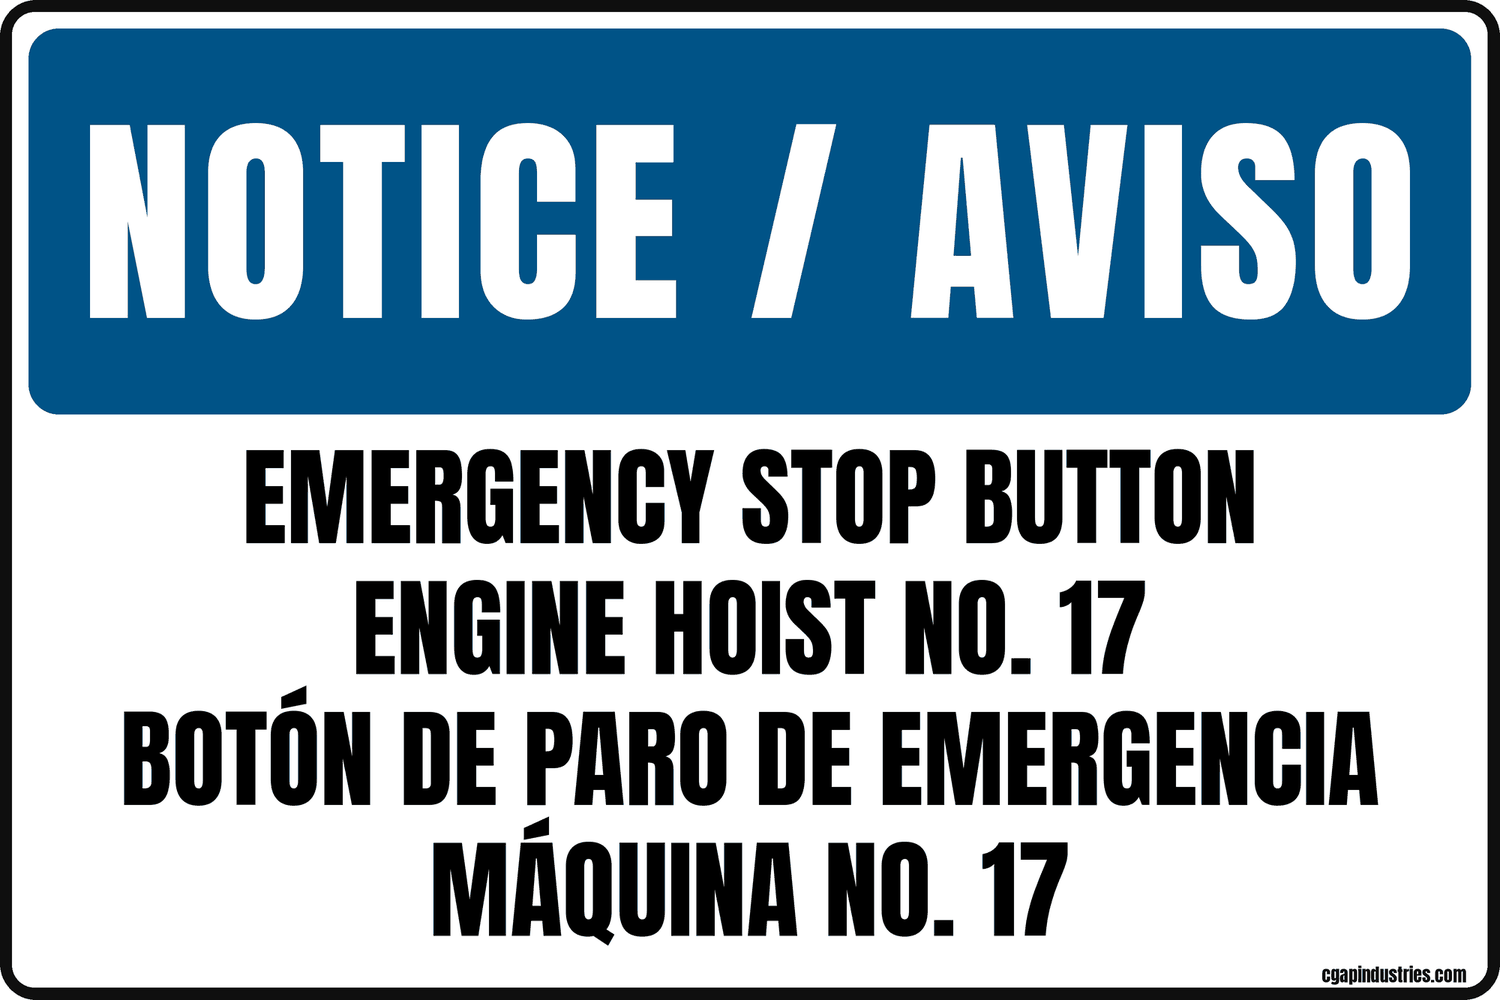 NOTICE / AVISO
EMERGENCY STOP BUTTON
ENGINE HOIST NO. 17
BOTÓN DE PARO DE EMERGENCIA
MÁQUINA NO. 17
cgapindustries.com